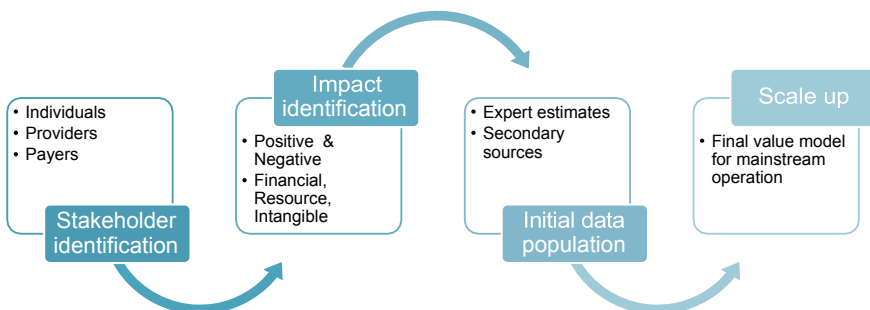 • Individuals
• Providers
• Payers
Stakeholder
identification
Impact
identification
• Positive &
Negative
• Financial,
Resource,
Intangible
• Expert estimates
• Secondary
sources
Initial data
population
Scale up
• Final value model
for mainstream
operation